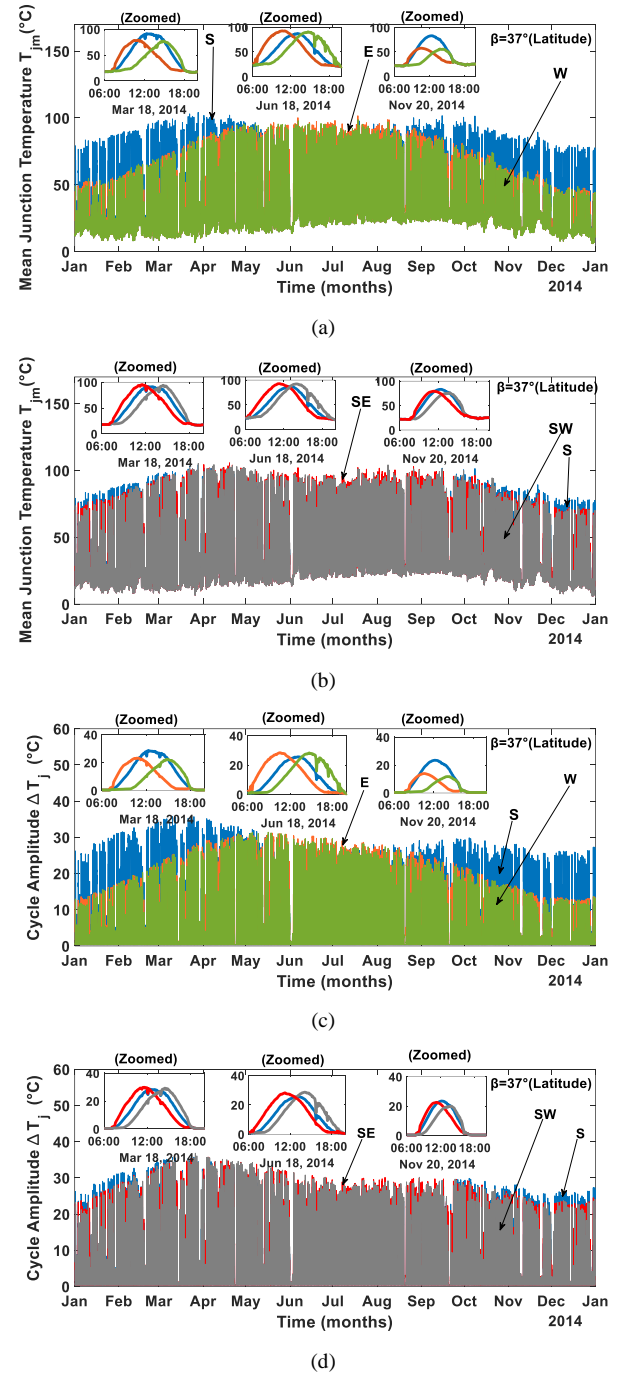 (Zoomed) (Zoomed) (Zoomed)
β=37°(Latitude)
Mean Junction Temperature T_jm(°C)
150
100
50
0
100
50
0
06:00 12:00 18:00
Mar 18, 2014
100
50
0
06:00 12:00 18:00
Jun 18, 2014
100
50
0
06:00 12:00 18:00
Nov 20, 2014
S
E
W
Jan Feb Mar Apr May Jun Jul Aug Sep Oct Nov Dec Jan
Time (months)
2014
(a)
(Zoomed) (Zoomed) (Zoomed)
β=37°(Latitude)
Mean Junction Temperature T_jm(°C)
150
100
50
0
100
50
0
06:00 12:00 18:00
Mar 18, 2014
100
50
0
06:00 12:00 18:00
Jun 18, 2014
100
50
0
06:00 12:00 18:00
Nov 20, 2014
SE
SW
S
Jan Feb Mar Apr May Jun Jul Aug Sep Oct Nov Dec Jan
Time (months)
2014
(b)
(Zoomed) (Zoomed) (Zoomed)
β=37°(Latitude)
Cycle Amplitude Δ T_j (°C)
60
50
40
30
20
10
0
40
20
0
06:00 12:00 18:00
Mar 18, 2014
40
20
0
06:00 12:00 18:00
Jun 18, 2014
40
20
0
06:00 12:00 18:00
Nov 20, 2014
E
S
W
Jan Feb Mar Apr May Jun Jul Aug Sep Oct Nov Dec Jan
Time (months)
2014
(c)
(Zoomed) (Zoomed) (Zoomed)
β=37°(Latitude)
Cycle Amplitude Δ T_j (°C)
60
50
40
30
20
10
0
40
20
0
06:00 12:00 18:00
Mar 18, 2014
40
20
0
06:00 12:00 18:00
Jun 18, 2014
40
20
0
06:00 12:00 18:00
Nov 20, 2014
SE
SW
S
Jan Feb Mar Apr May Jun Jul Aug Sep Oct Nov Dec Jan
Time (months)
2014
(d)